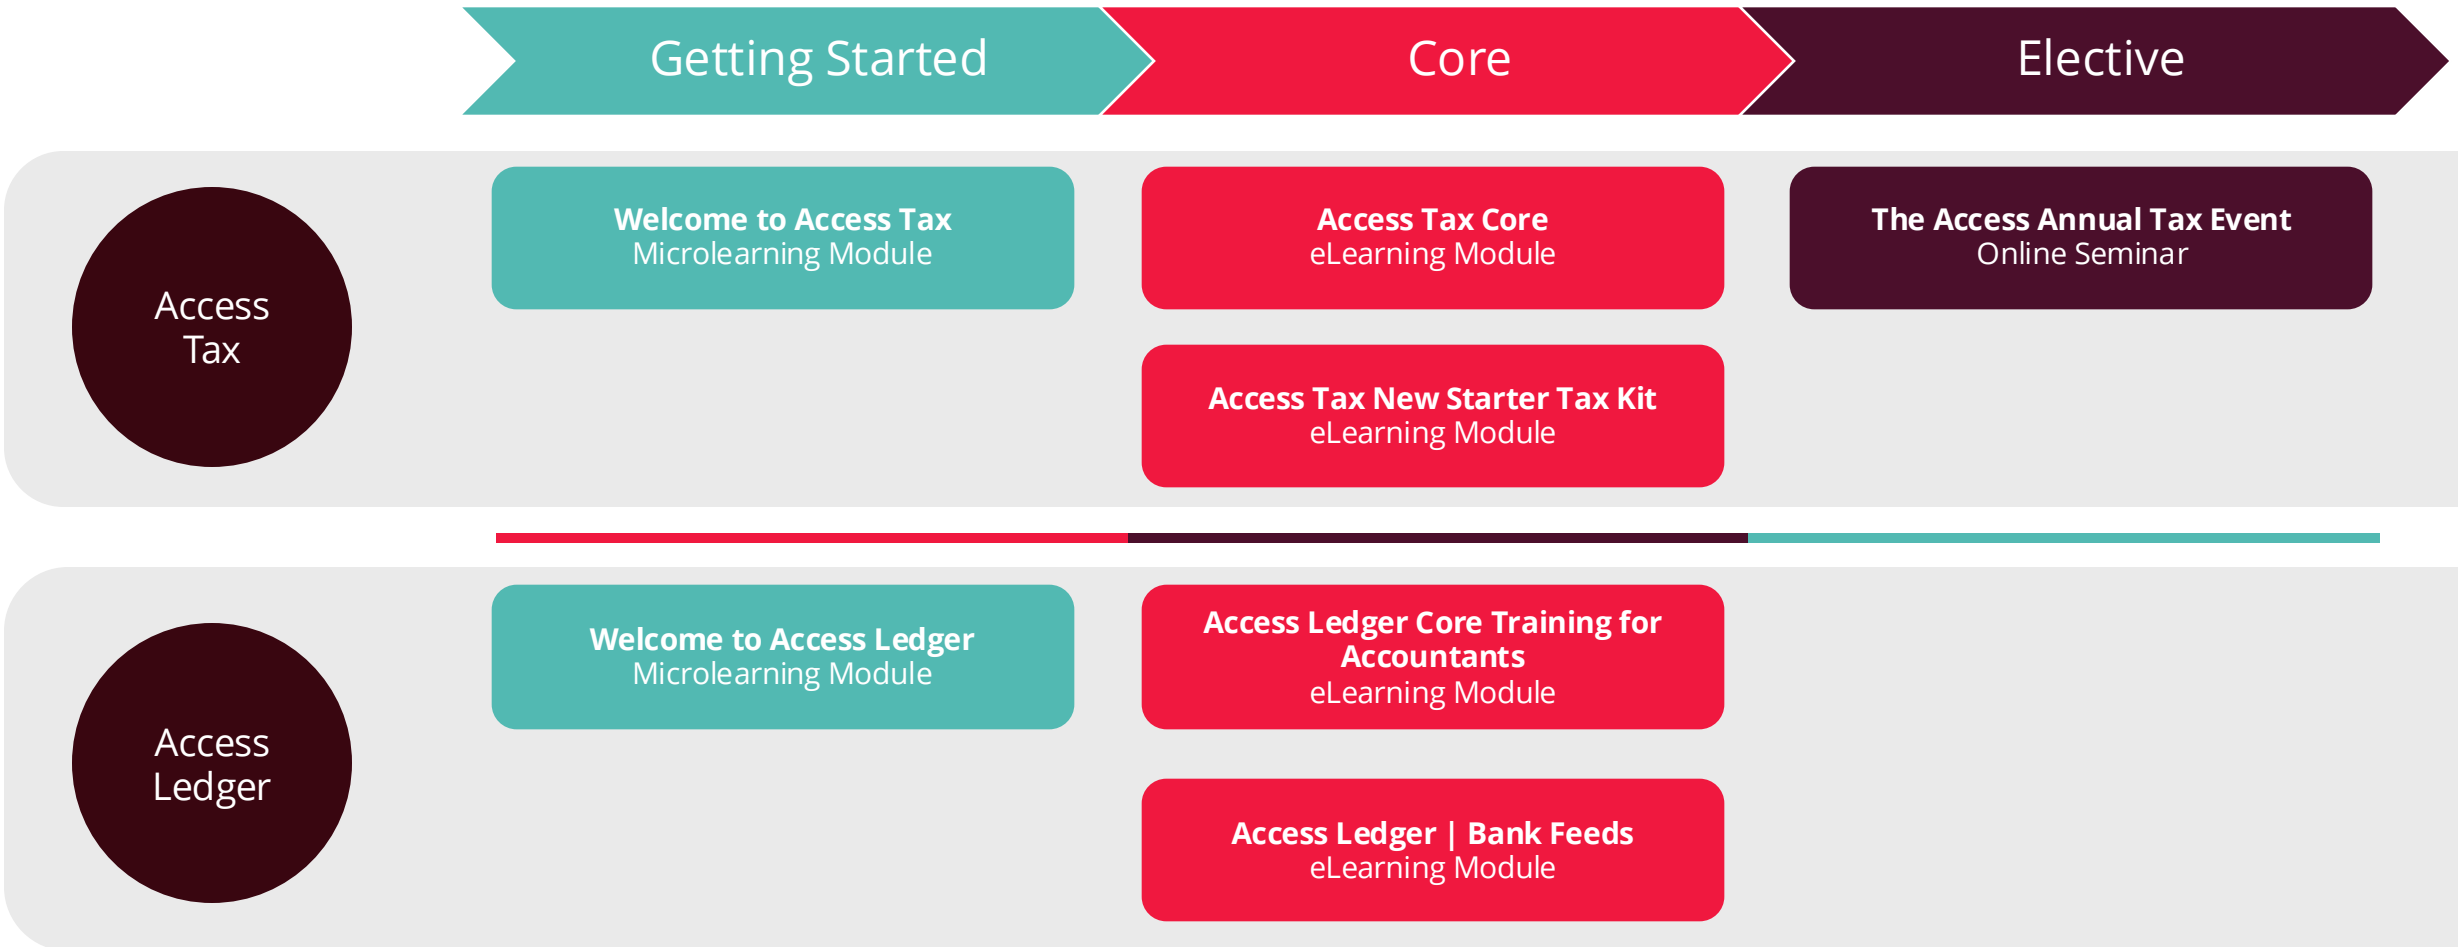 Getting Started
Core
Elective
Access
Tax
Welcome to Access Tax
Microlearning Module
Access Tax Core
eLearning Module
The Access Annual Tax Event
Online Seminar
Access Tax New Starter Tax Kit
eLearning Module
Access
Ledger
Welcome to Access Ledger
Microlearning Module
Access Ledger Core Training for
Accountants
eLearning Module
Access Ledger | Bank Feeds
eLearning Module